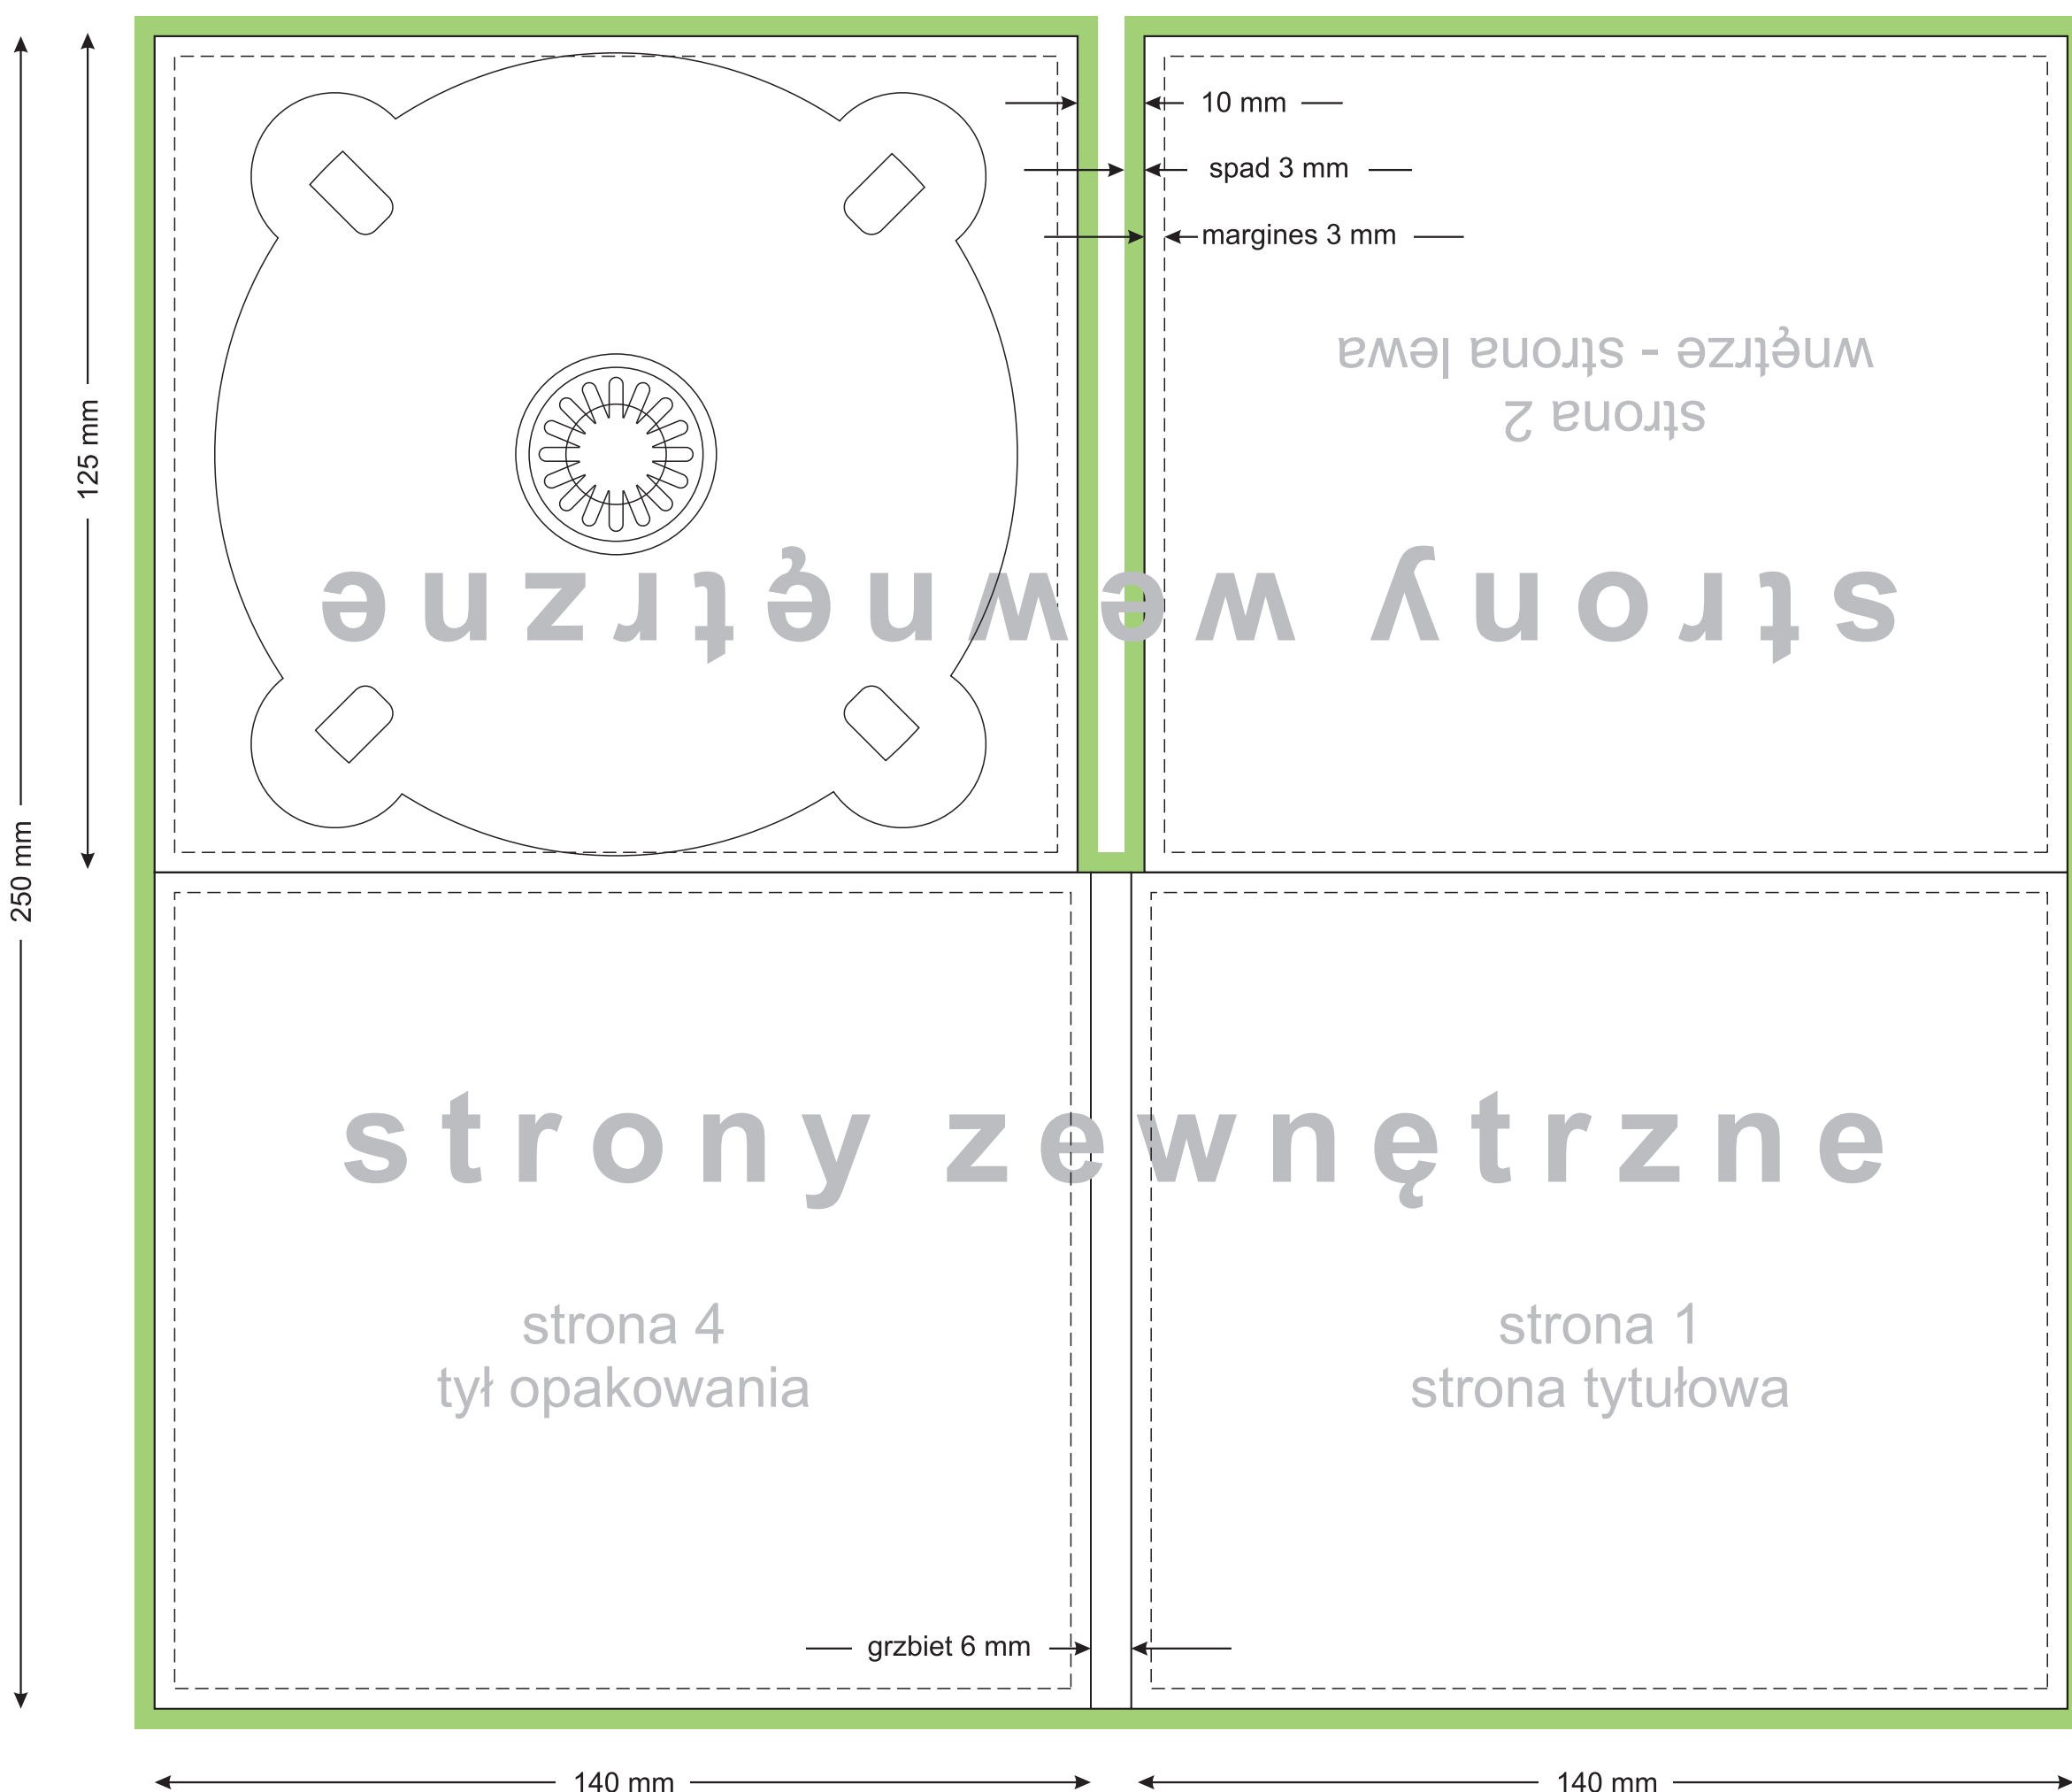 10 mm
spad 3 mm
margines 3 mm
strona 2
wnętrze - strona lewa
strony wewnętrzne
125 mm
250 mm
strony zewnętrzne
strona 4
tył opakowania
strona 1
strona tytułowa
grzbiet 6 mm
140 mm
140 mm